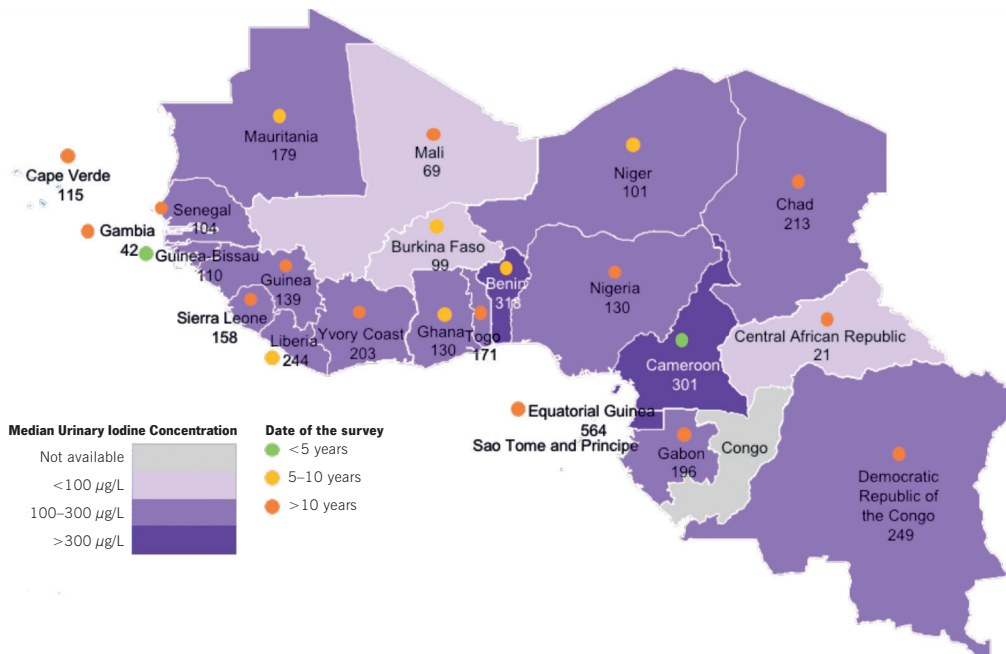 Mauritania
179
Mali
69
Niger
101
Chad
213
Cape Verde
115
Senegal
104
Gambia
42
Guinea-Bissau
110
Guinea
139
Burkina Faso
99
Benin
318
Nigeria
130
Sierra Leone
158
Liberia
244
Yvory Coast
203
Ghana
130
Togo
171
Cameroon
301
Central African Republic
21
Equatorial Guinea
564
Sao Tome and Principe
Gabon
196
Congo
Democratic
Republic of
the Congo
249
Median Urinary Iodine Concentration
Not available
<100 µg/L
100–300 µg/L
>300 µg/L
Date of the survey
<5 years
5–10 years
>10 years